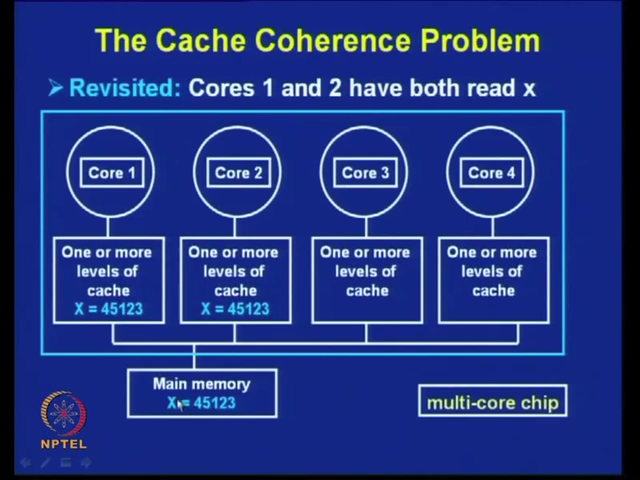 The Cache Coherence Problem
Revisited: Cores 1 and 2 have both read x
Core 1
Core 2
Core 3
Core 4
One or more
levels of
cache
X = 45123
One or more
levels of
cache
X = 45123
One or more
levels of
cache
One or more
levels of
cache
Main memory
X = 45123
multi-core chip
NPTEL